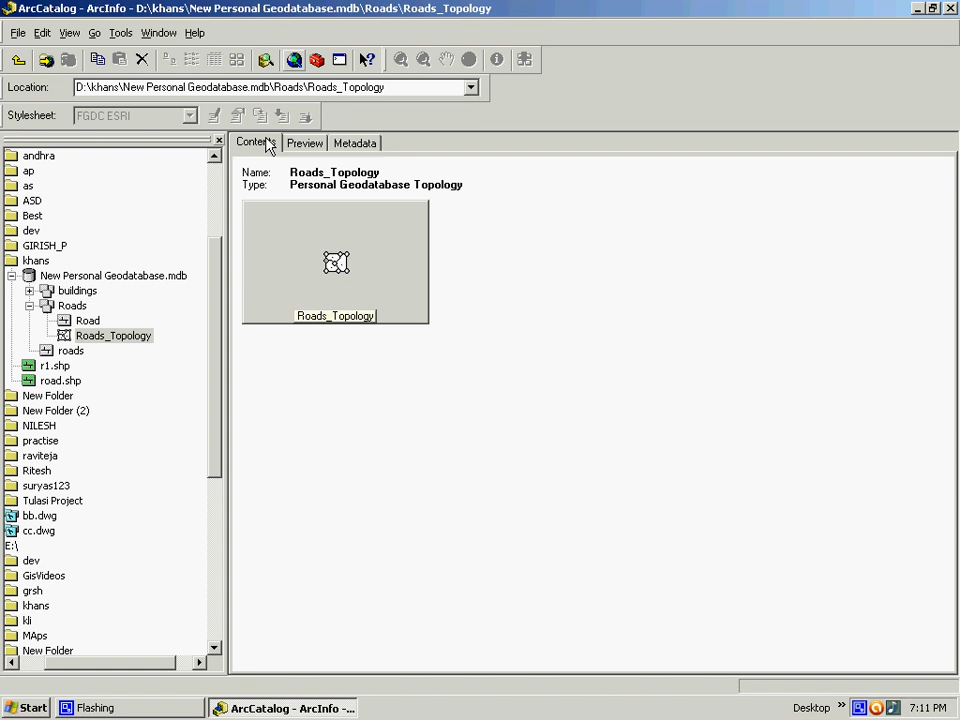 ArcCatalog - ArcInfo - D:\khans\New Personal Geodatabase.mdb\Roads\Roads_Topology
File Edit View Go Tools Window Help
Location: D:\khans\New Personal Geodatabase.mdb\Roads\Roads_Topology
Stylesheet: FGDC ESRI
Contents Preview Metadata
andhra
ap
as
ASD
Best
dev
GIRISH_P
khans
New Personal Geodatabase.mdb
buildings
Roads
Road
Roads_Topology
roads
r1.shp
road.shp
New Folder
New Folder (2)
NILESH
practise
raviteja
Ritesh
suryas123
Tulasi Project
bb.dwg
cc.dwg
E:\
dev
GisVideos
grsh
khans
kli
MAps
New Folder
Name: Roads_Topology
Type: Personal Geodatabase Topology
Roads_Topology
Start Flashing ArcCatalog - ArcInfo -... Desktop » 7:11 PM